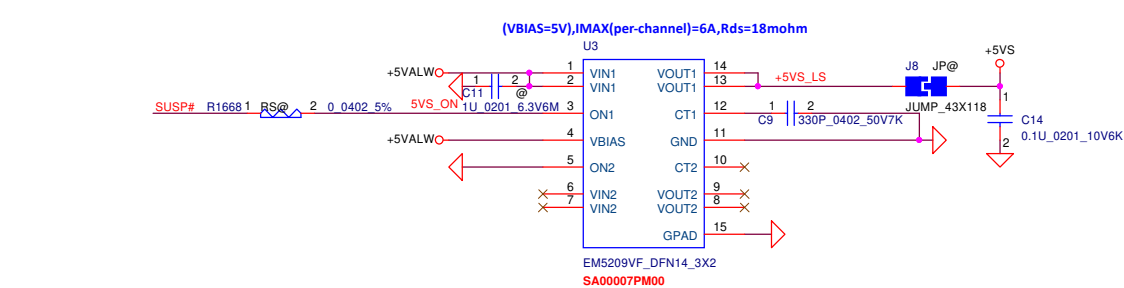 (VBIAS=5V),IMAX(per-channel)=6A,Rds=18mohm
U3
+5VALW
1 VIN1
2 VIN1
VOUT1 14
VOUT1 13
+5VS_LS
J8 JP@
+5VS
1 2
C11 @
1U_0201_6.3V6M
JUMP_43X118
SUSP# R1668 1 RS@ 2 0_0402_5% 5VS_ON
3 ON1
CT1 12
1 2
C9 330P_0402_50V7K
1
C14
0.1U_0201_10V6K
2
+5VALW
4 VBIAS
GND 11
5 ON2
CT2 10
6 VIN2
7 VIN2
VOUT2 9
VOUT2 8
GPAD 15
EM5209VF_DFN14_3X2
SA00007PM00